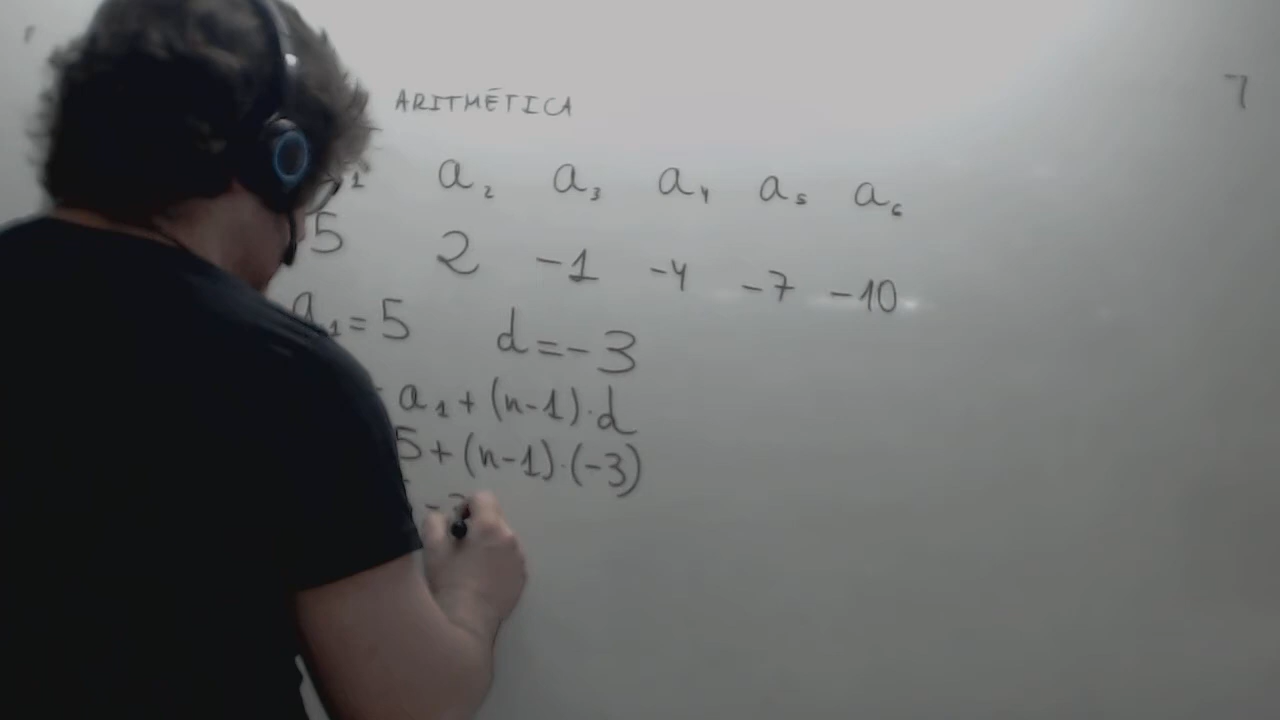 ARITMÉTICA
1 a₂ a₃ a₄ a₅ a₆
5 2 -1 -4 -7 -10
a₁=5 d=-3
a₁+(n-1)·d
5+(n-1)·(-3)